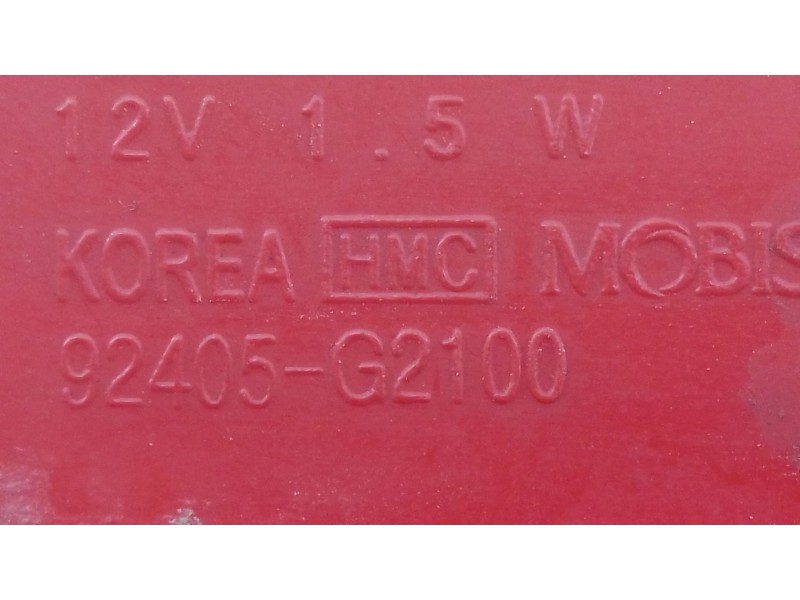 12V 1.5 W
KOREA HMC MOBIS
92405-G2100